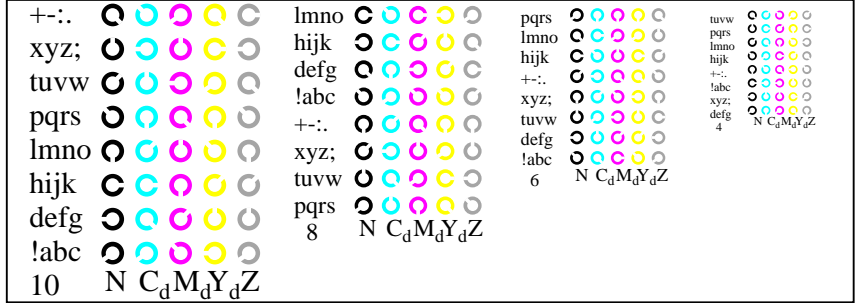 +-:.
xyz;
tuvw
pqrs
lmno
hijk
defg
!abc
10 N CdMdYdZ
lmno
hijk
defg
!abc
+-:.
xyz;
tuvw
pqrs
8 N CdMdYdZ
pqrs
lmno
hijk
+-:.
xyz;
tuvw
defg
!abc
6 N CdMdYdZ
tuvw
pqrs
lmno
hijk
+-:.
!abc
xyz;
defg
4 N CdMdYdZ